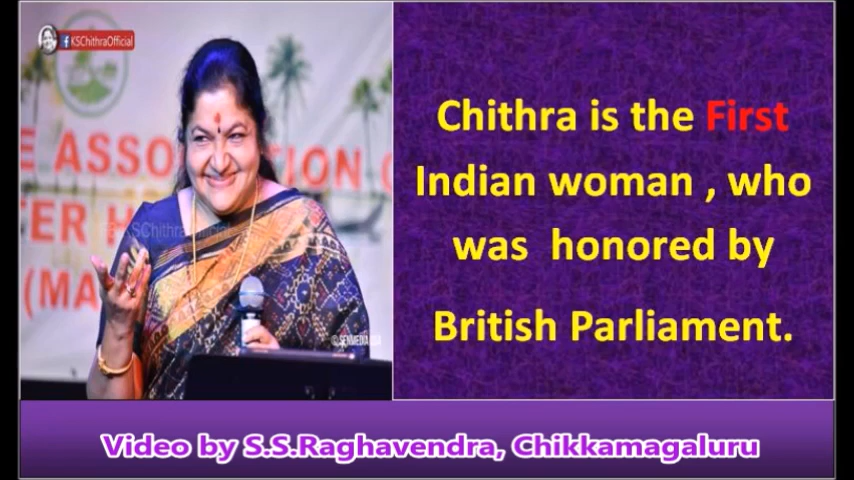 KSChithraOfficial
E ASSOCIATION (
TER H
(MA
KSChithraOfficial
Chithra is the First
Indian woman , who
was honored by
British Parliament.
Video by S.S.Raghavendra, Chikkamagaluru